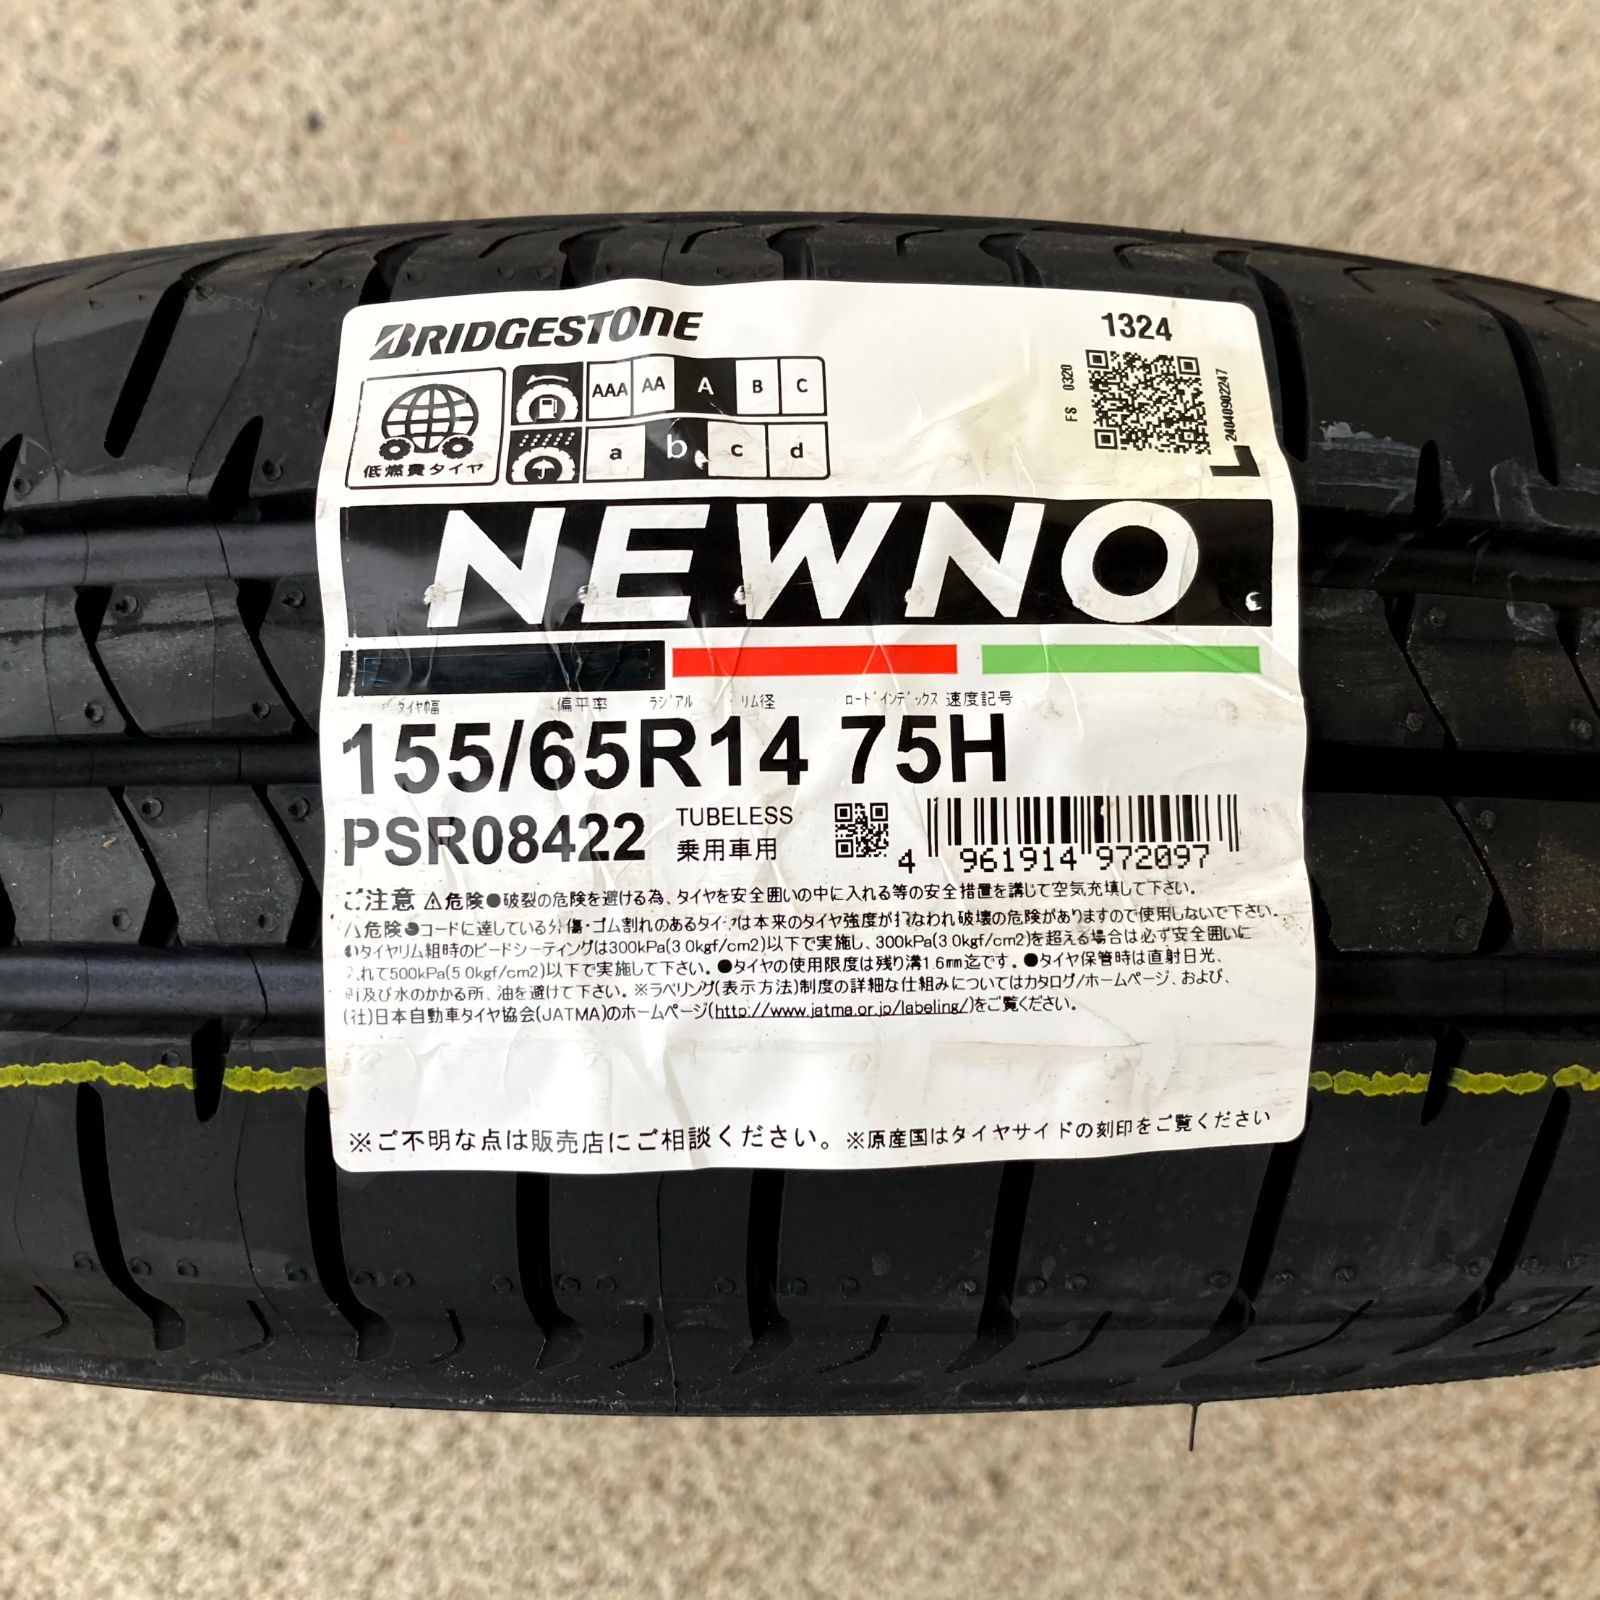 BRIDGESTONE
1324
FS 0320
24040902247
L
AAA AA A B C
低燃費タイヤ
a b c d
NEWNO
タイヤ幅 偏平率 ラジアル リム径 ロードインデックス 速度記号
155/65R14 75H
PSR08422
TUBELESS
乗用車用
4 961914 972097
ご注意 ⚠危険●破裂の危険を避ける為、タイヤを安全囲いの中に入れる等の安全措置を講じて空気充填して下さい。
危険●コードに達している外傷・ゴム割れのあるタイヤは本来のタイヤ強度が損なわれ破壊の危険がありますので使用しないで下さい。
●タイヤリム組時のビードシーティングは300kPa(3.0kgf/cm2)以下で実施し、300kPa(3.0kgf/cm2)を超える場合は必ず安全囲いに
入れて500kPa(5.0kgf/cm2)以下で実施して下さい。●タイヤの使用限度は残り溝1.6mm迄です。●タイヤ保管時は直射日光、
雨及び水のかかる所、油を避けて下さい。※ラベリング(表示方法)制度の詳細な仕組みについてはカタログ/ホームページ、および、
(社)日本自動車タイヤ協会(JATMA)のホームページ(http://www.jatma.or.jp/labeling/)をご覧ください。
※ご不明な点は販売店にご相談ください。※原産国はタイヤサイドの刻印をご覧ください